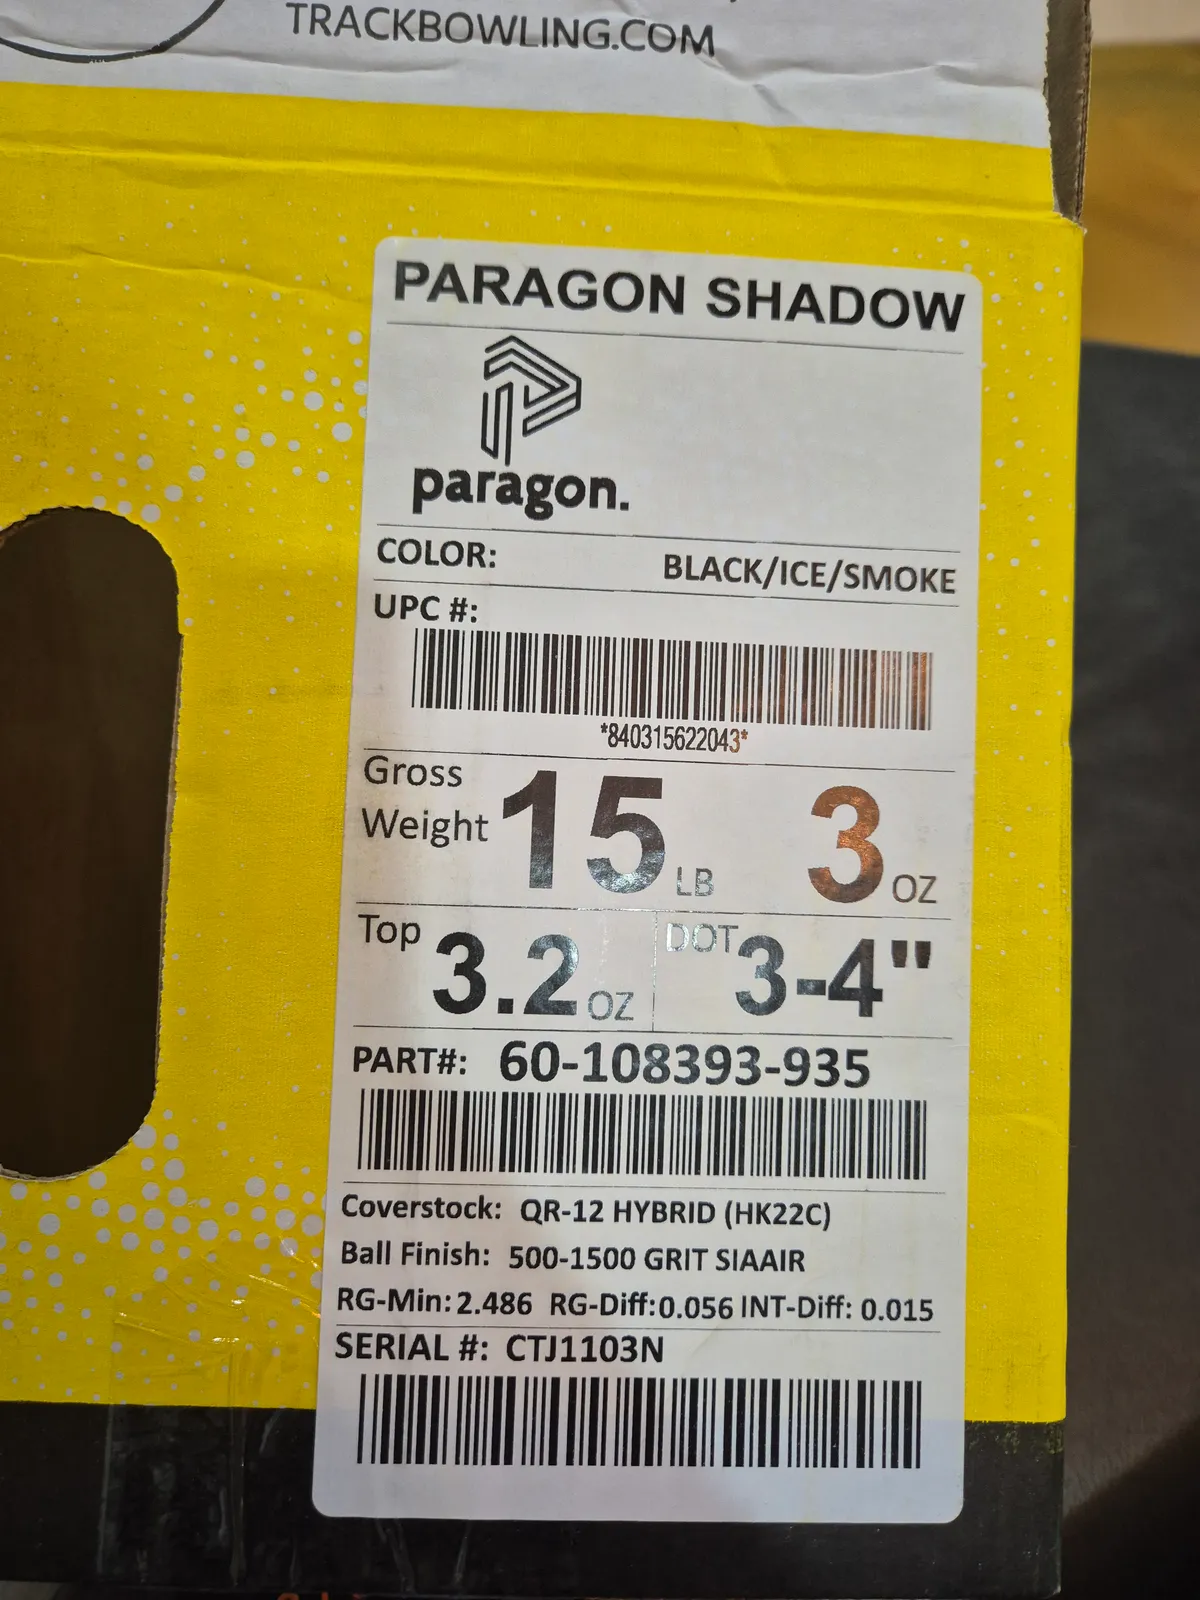 TRACKBOWLING.COM
PARAGON SHADOW
paragon.
COLOR: BLACK/ICE/SMOKE
UPC #:
*840315622043*
Gross
Weight 15 LB 3 OZ
Top 3.2 OZ DOT 3-4"
PART#: 60-108393-935
Coverstock: QR-12 HYBRID (HK22C)
Ball Finish: 500-1500 GRIT SIAAIR
RG-Min: 2.486 RG-Diff: 0.056 INT-Diff: 0.015
SERIAL #: CTJ1103N